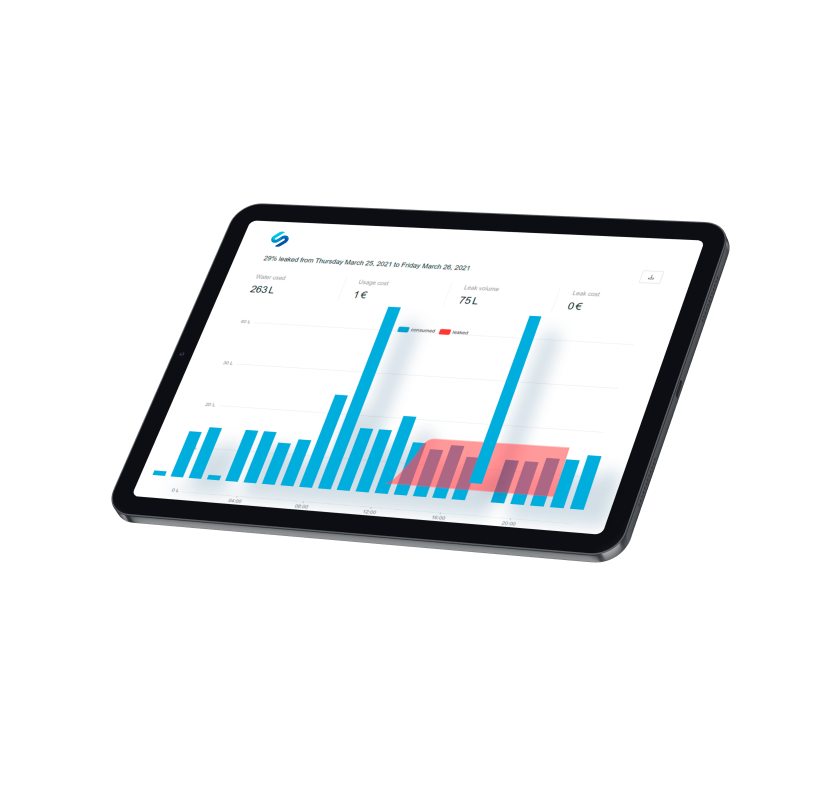 29% leaked from Thursday March 25, 2021 to Friday March 26, 2021
Water used
263 L
Usage cost
1 €
Leak volume
75 L
Leak cost
0 €
consumed
leaked
40 L
30 L
20 L
0 L
04:00
08:00
12:00
16:00
20:00